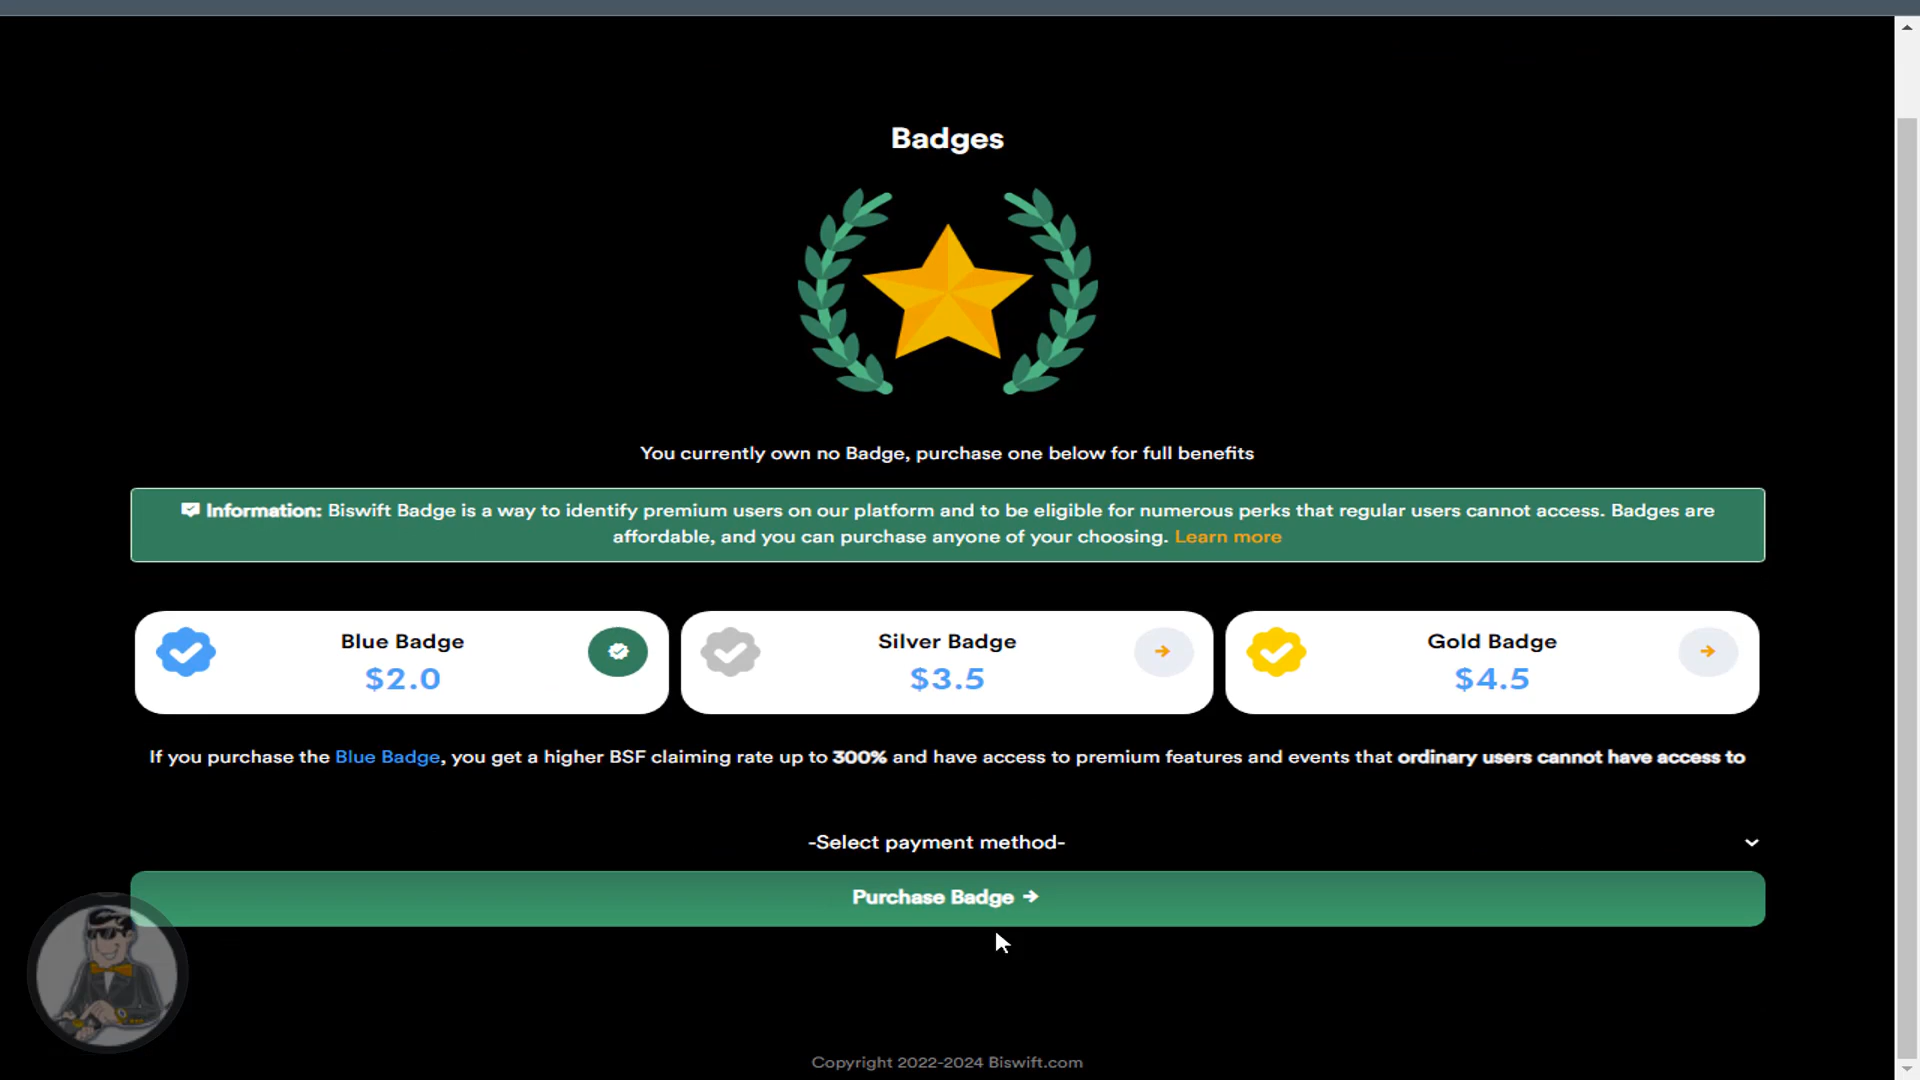 Badges
You currently own no Badge, purchase one below for full benefits
Information: Biswift Badge is a way to identify premium users on our platform and to be eligible for numerous perks that regular users cannot access. Badges are
affordable, and you can purchase anyone of your choosing. Learn more
Blue Badge
$2.0
Silver Badge
$3.5
Gold Badge
$4.5
If you purchase the Blue Badge, you get a higher BSF claiming rate up to 300% and have access to premium features and events that ordinary users cannot have access to
-Select payment method-
Purchase Badge →
Copyright 2022-2024 Biswift.com